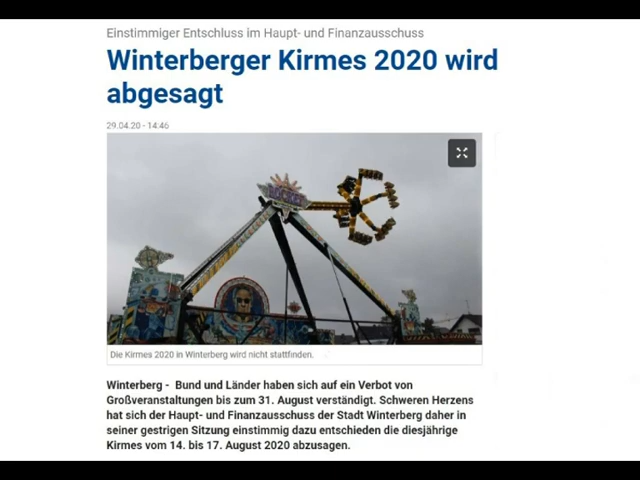 Einstimmiger Entschluss im Haupt- und Finanzausschuss
Winterberger Kirmes 2020 wird
abgesagt
29.04.20 - 14:46
Die Kirmes 2020 in Winterberg wird nicht stattfinden.
Winterberg - Bund und Länder haben sich auf ein Verbot von
Großveranstaltungen bis zum 31. August verständigt. Schweren Herzens
hat sich der Haupt- und Finanzausschuss der Stadt Winterberg daher in
seiner gestrigen Sitzung einstimmig dazu entschieden die diesjährige
Kirmes vom 14. bis 17. August 2020 abzusagen.